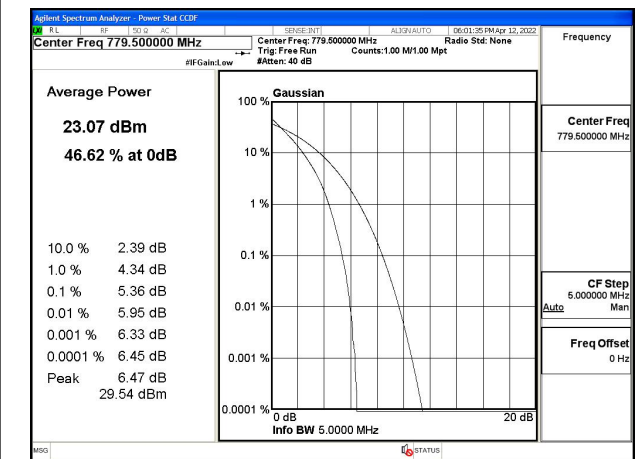 Agilent Spectrum Analyzer - Power Stat CCDF
LXI RL RF 50 Ω AC SENSE:INT ALIGN AUTO 06:01:35 PM Apr 12, 2022
Center Freq 779.500000 MHz
Center Freq: 779.500000 MHz Radio Std: None
Trig: Free Run Counts:1.00 M/1.00 Mpt
#IFGain:Low #Atten: 40 dB
Frequency
Average Power
23.07 dBm
46.62 % at 0dB
10.0 % 2.39 dB
1.0 % 4.34 dB
0.1 % 5.36 dB
0.01 % 5.95 dB
0.001 % 6.33 dB
0.0001 % 6.45 dB
Peak 6.47 dB
29.54 dBm
Gaussian
100 %
10 %
1 %
0.1 %
0.01 %
0.001 %
0.0001 %
0 dB 20 dB
Info BW 5.0000 MHz
Center Freq
779.500000 MHz
CF Step
5.000000 MHz
Auto Man
Freq Offset
0 Hz
MSG STATUS